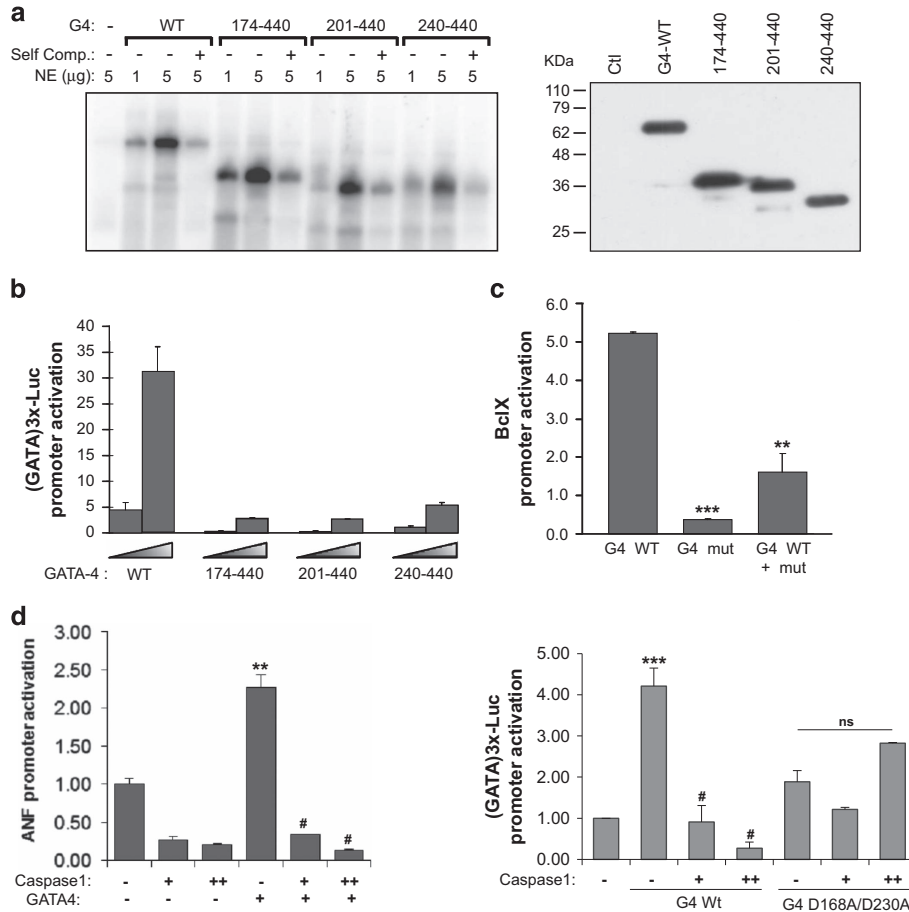 a
G4: - WT 174-440 201-440 240-440
Self Comp.: - - + - - + - - + - - +
NE (μg): 5 1 5 5 1 5 5 1 5 5 1 5 5
KDa Ctl G4-WT 174-440 201-440 240-440
110
79
62
48
36
25
b
(GATA)3x-Luc
promoter activation
40
35
30
25
20
15
10
5
0
GATA-4 : WT 174-440 201-440 240-440
c
BclX
promoter activation
6.0
5.0
4.0
3.0
2.0
1.0
0.0
***
**
G4 WT G4 mut G4 WT
+ mut
d
ANF promoter activation
3.00
2.50
2.00
1.50
1.00
0.50
0.00
**
# #
Caspase1: - + ++ - + ++
GATA4: - - - + + +
(GATA)3x-Luc
promoter activation
5.00
4.00
3.00
2.00
1.00
0.00
***
#
#
ns
Caspase1: - - + ++ - + ++
G4 Wt G4 D168A/D230A